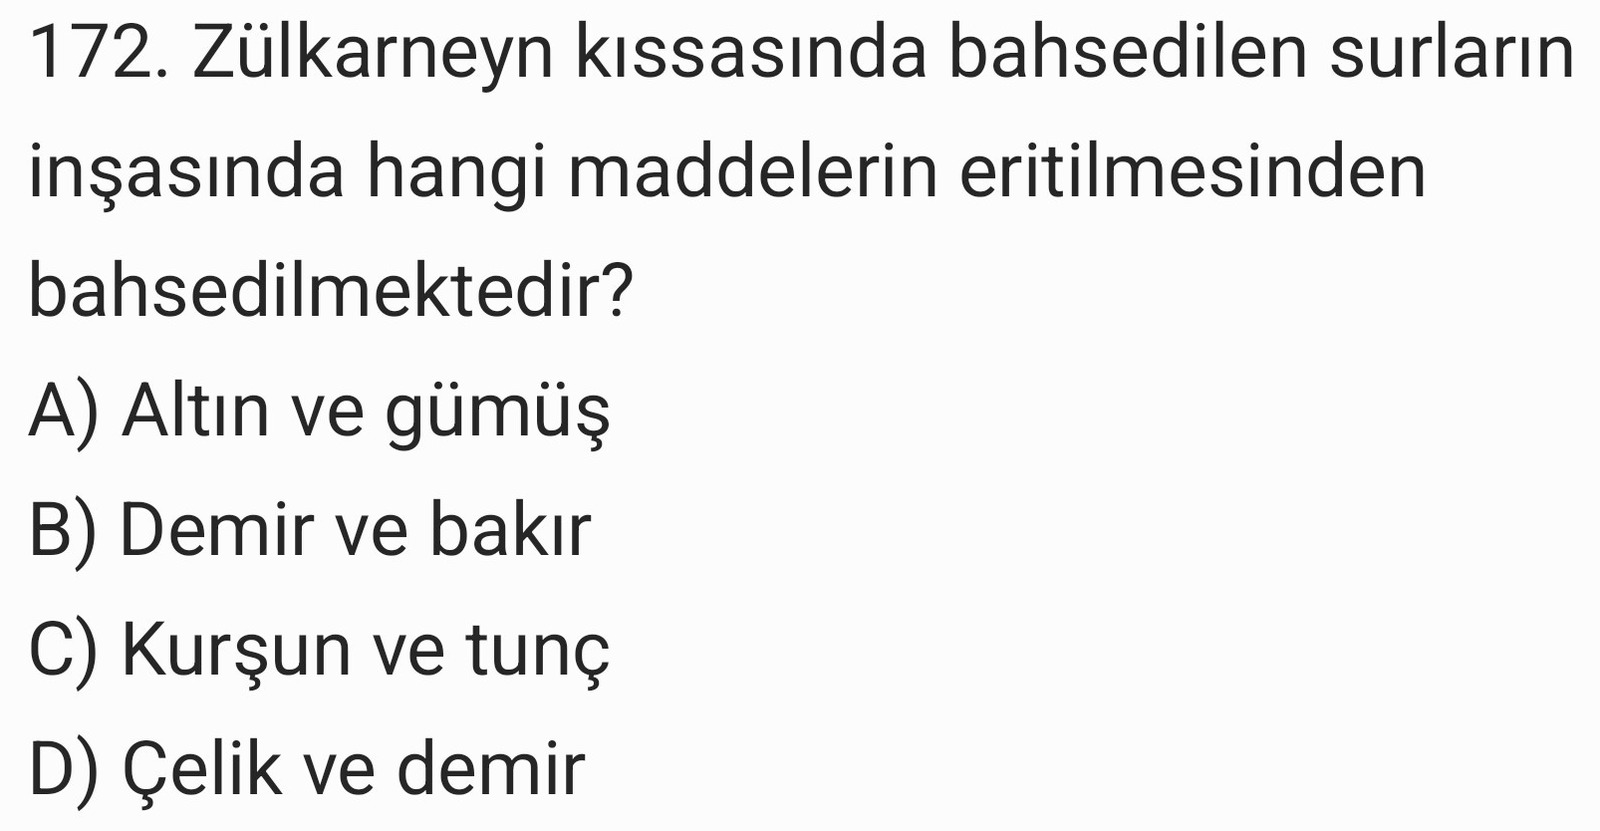 172. Zülkarneyn kıssasında bahsedilen surların
inşasında hangi maddelerin eritilmesinden
bahsedilmektedir?
A) Altın ve gümüş
B) Demir ve bakır
C) Kurşun ve tunç
D) Çelik ve demir